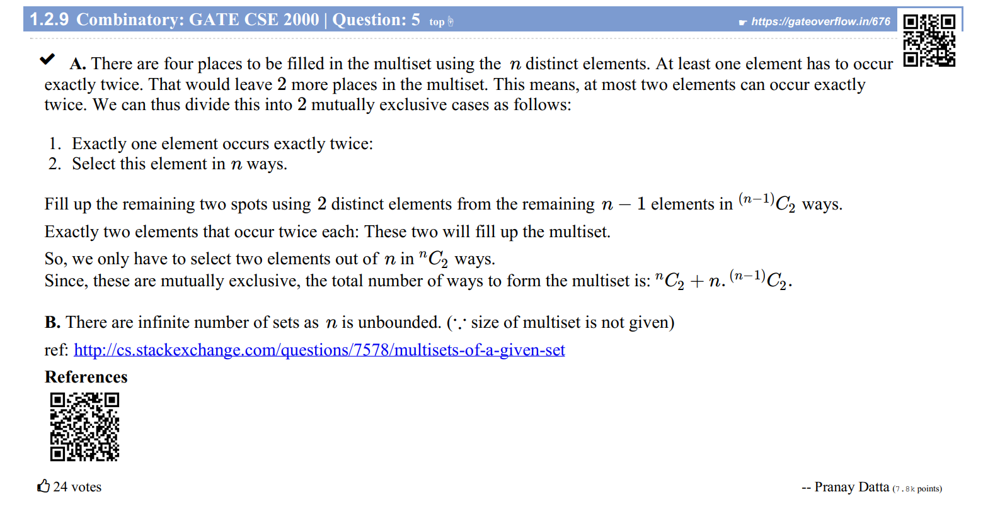 1.2.9 Combinatory: GATE CSE 2000 | Question: 5 top☝ ☛ https://gateoverflow.in/676
✔ A. There are four places to be filled in the multiset using the n distinct elements. At least one element has to occur
exactly twice. That would leave 2 more places in the multiset. This means, at most two elements can occur exactly
twice. We can thus divide this into 2 mutually exclusive cases as follows:
1. Exactly one element occurs exactly twice:
2. Select this element in n ways.
Fill up the remaining two spots using 2 distinct elements from the remaining n − 1 elements in ⁽ⁿ⁻¹⁾C₂ ways.
Exactly two elements that occur twice each: These two will fill up the multiset.
So, we only have to select two elements out of n in ⁿC₂ ways.
Since, these are mutually exclusive, the total number of ways to form the multiset is: ⁿC₂ + n. ⁽ⁿ⁻¹⁾C₂.
B. There are infinite number of sets as n is unbounded. (∵ size of multiset is not given)
ref: http://cs.stackexchange.com/questions/7578/multisets-of-a-given-set
References
24 votes -- Pranay Datta (7.8k points)